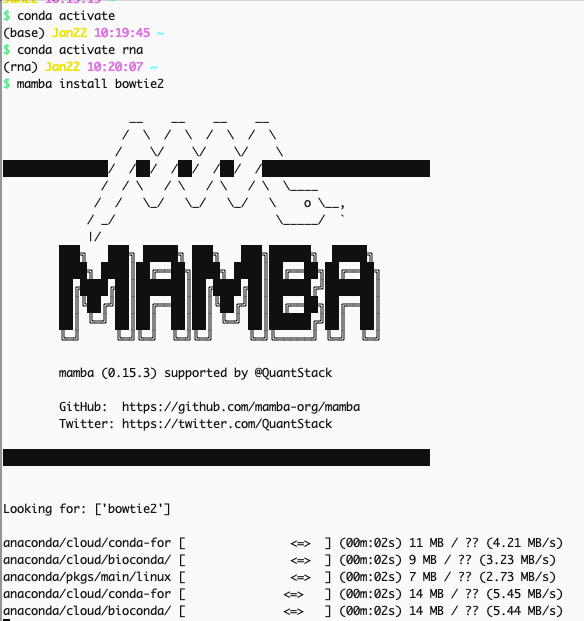 $ conda activate
(base) Jan22 10:19:45 ~
$ conda activate rna
(rna) Jan22 10:20:07 ~
$ mamba install bowtie2
MAMBA
mamba (0.15.3) supported by @QuantStack
GitHub:  https://github.com/mamba-org/mamba
Twitter: https://twitter.com/QuantStack
Looking for: ['bowtie2']
anaconda/cloud/conda-for [               <=>  ] (00m:02s) 11 MB / ?? (4.21 MB/s)
anaconda/cloud/bioconda/ [               <=>  ] (00m:02s) 9 MB / ?? (3.23 MB/s)
anaconda/pkgs/main/linux [               <=>  ] (00m:02s) 7 MB / ?? (2.73 MB/s)
anaconda/cloud/conda-for [              <=>   ] (00m:02s) 14 MB / ?? (5.45 MB/s)
anaconda/cloud/bioconda/ [              <=>   ] (00m:02s) 14 MB / ?? (5.44 MB/s)